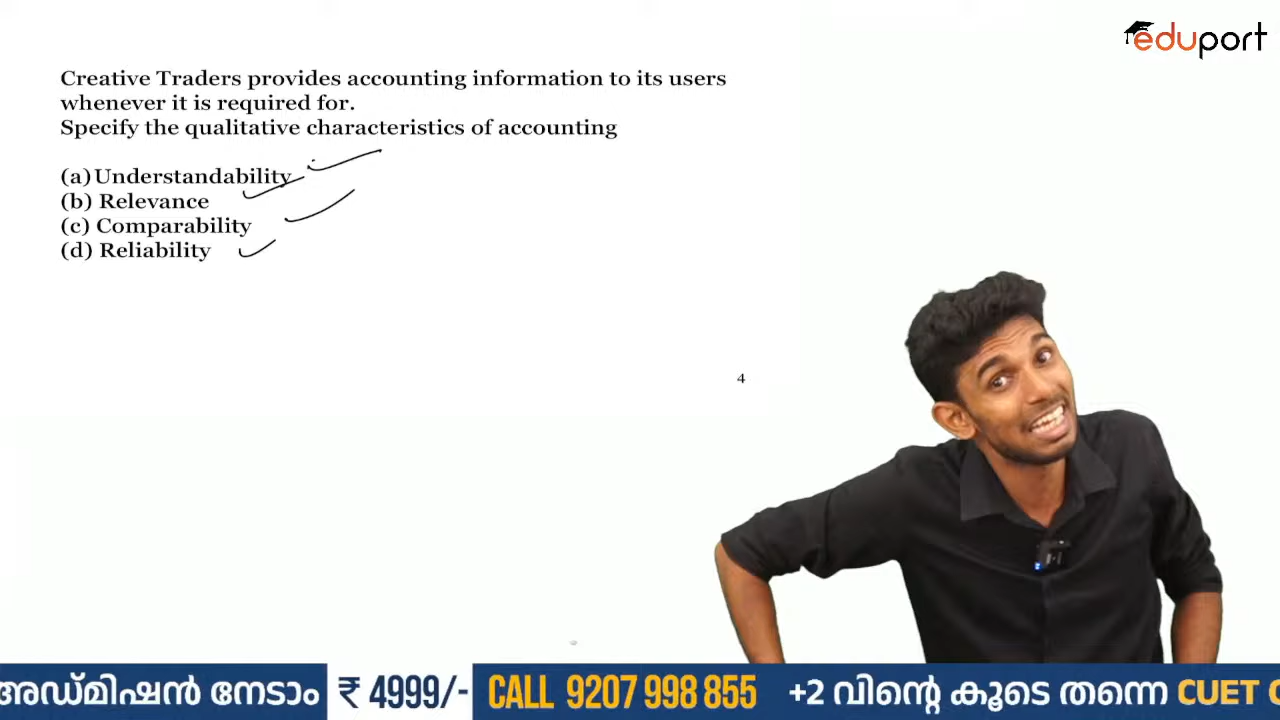 eduport
Creative Traders provides accounting information to its users
whenever it is required for.
Specify the qualitative characteristics of accounting
(a) Understandability
(b) Relevance
(c) Comparability
(d) Reliability
4
അഡ്മിഷൻ നേടാം ₹ 4999/- CALL 9207 998 855 +2 വിന്റെ കൂടെ തന്നെ CUET